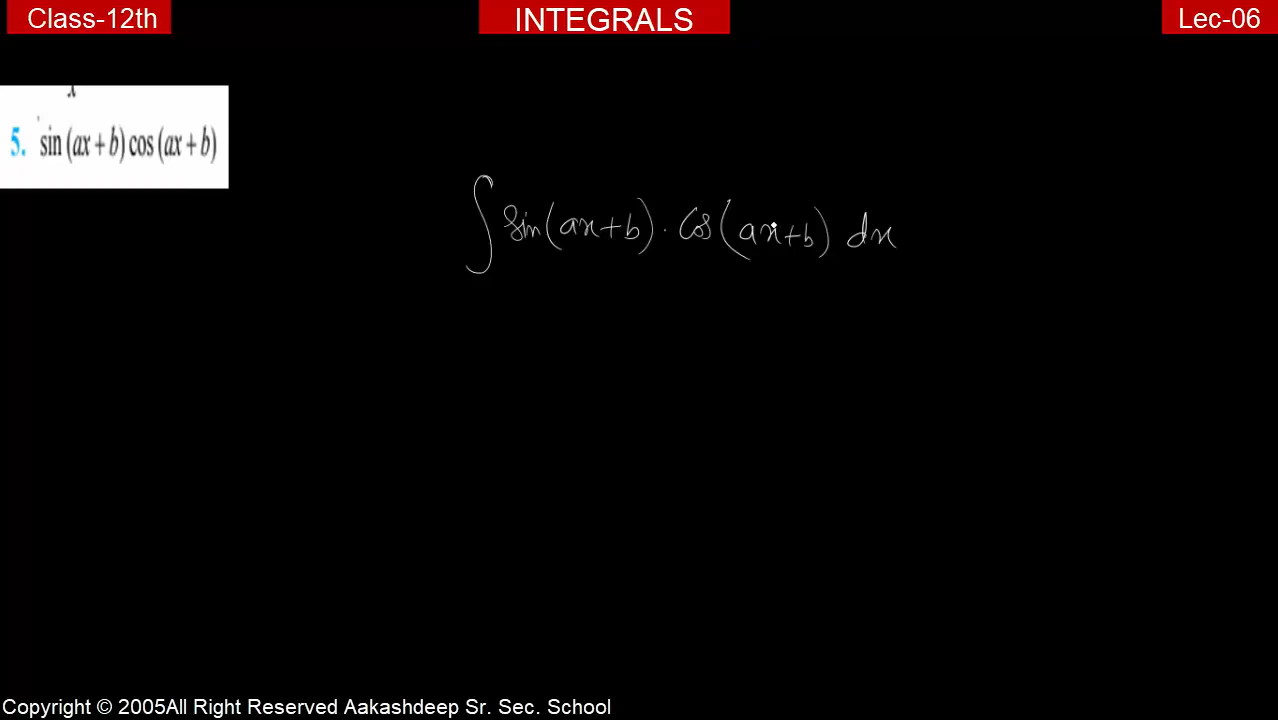 Class-12th
INTEGRALS
Lec-06
5. sin (ax + b) cos (ax + b)
∫ sin(ax+b) . cos(ax+b) dx
Copyright © 2005All Right Reserved Aakashdeep Sr. Sec. School